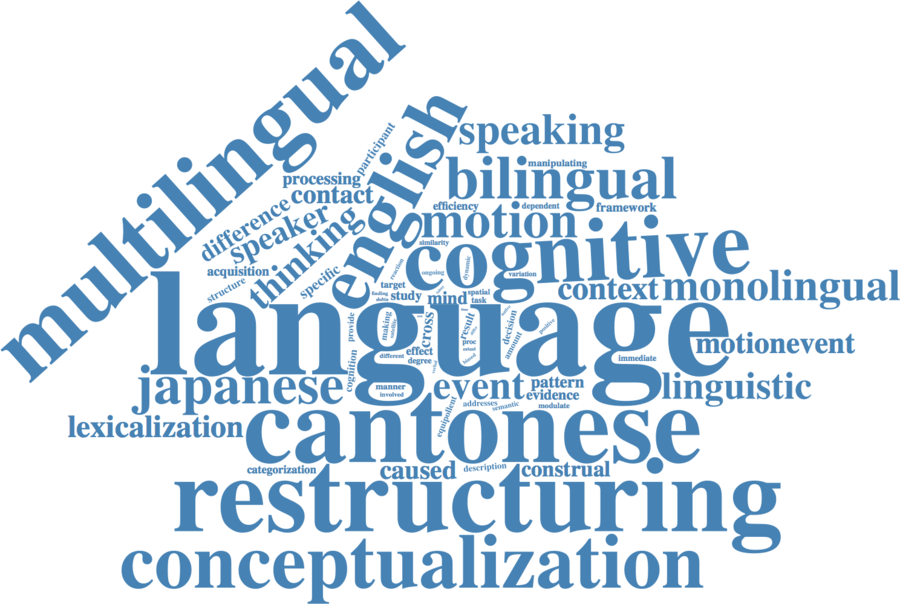 multilingual
english
speaking
manipulating
bilingual
participant
processing
contact
difference
speaker
thinking
efficiency
dependent
framework
motion
similarity
cognitive
acquisition
structure
specific
reaction
ongoing
dynamic
variation
target
study
mind
spatial
task
context
monolingual
language
provide
making
cross
result
decision
amount
positive
proc
motionevent
different
effect
degree
immediate
cognition
japanese
manner
involved
event
pattern
evidence
linguistic
addresses
semantic
modulate
equipollent
lexicalization
cantonese
categorization
caused
description
construal
restructuring
conceptualization